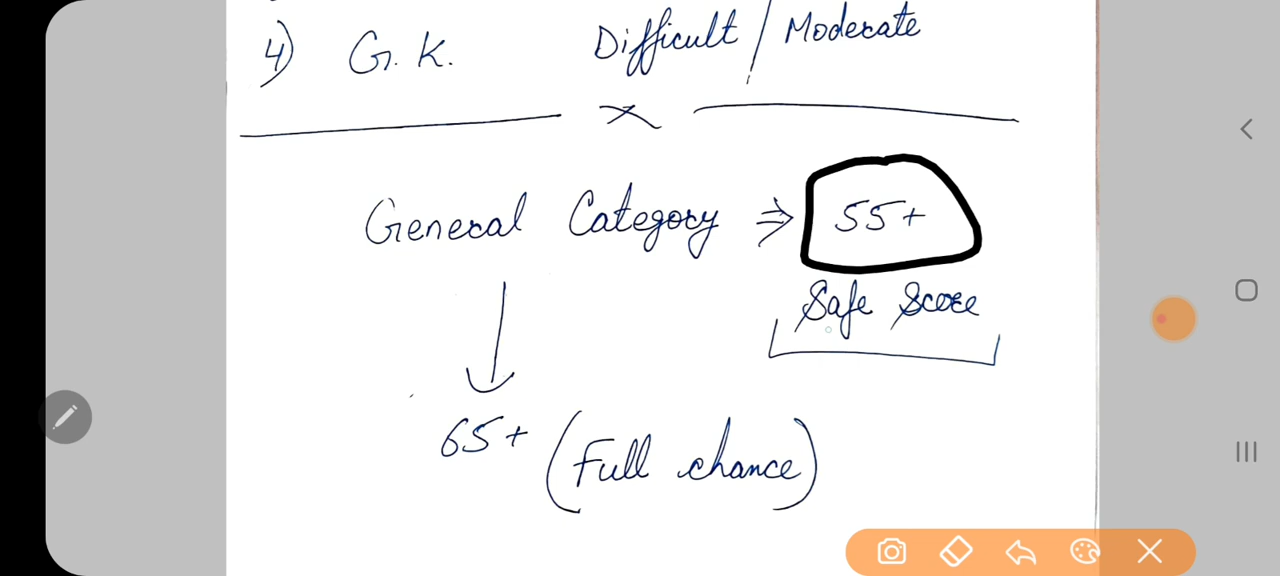 4) G.K. Difficult / Moderate
General Category ⇒ 55+
Safe Score
65+ (Full chance)